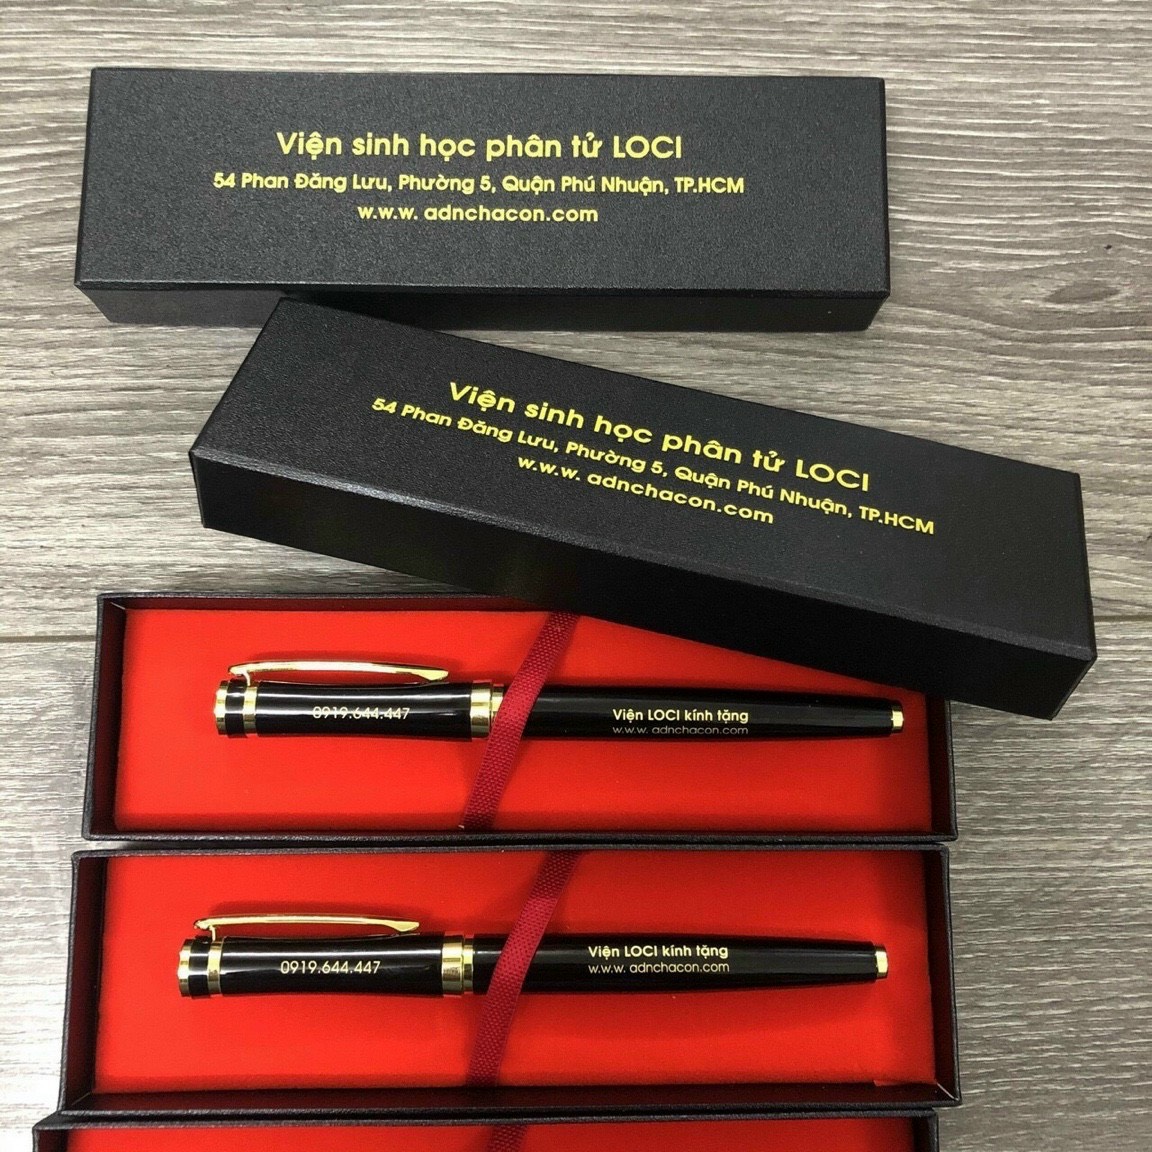 Viện sinh học phân tử LOCI
54 Phan Đăng Lưu, Phường 5, Quận Phú Nhuận, TP.HCM
w.w.w. adnchacon.com
Viện sinh học phân tử LOCI
54 Phan Đăng Lưu, Phường 5, Quận Phú Nhuận, TP.HCM
w.w.w. adnchacon.com
0919.644.447
Viện LOCI kính tặng
w.w.w. adnchacon.com
0919.644.447
Viện LOCI kính tặng
w.w.w. adnchacon.com